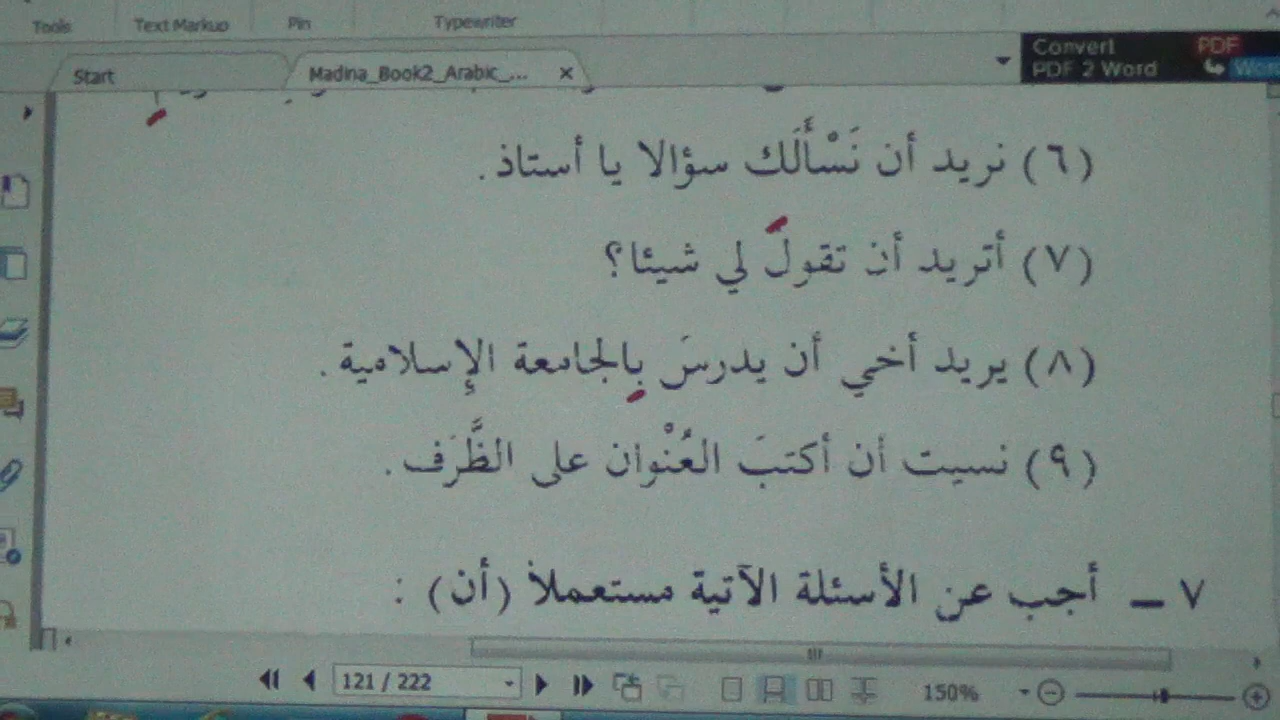 Tools Text Markup Pin Typewriter
Start Madina_Book2_Arabic_... ×
Convert PDF
PDF 2 Word
(٦) نريد أن نَسْأَلَك سؤالا يا أستاذ .
(٧) أتريد أن تقولَ لي شيئا؟
(٨) يريد أخي أن يدرسَ بِالجامعة الإسلامية .
(٩) نسيت أن أكتبَ العُنْوان على الظَّرَف .
٧ – أجب عن الأسئلة الآتية مستعملاً (أن) :
121 / 222 150%